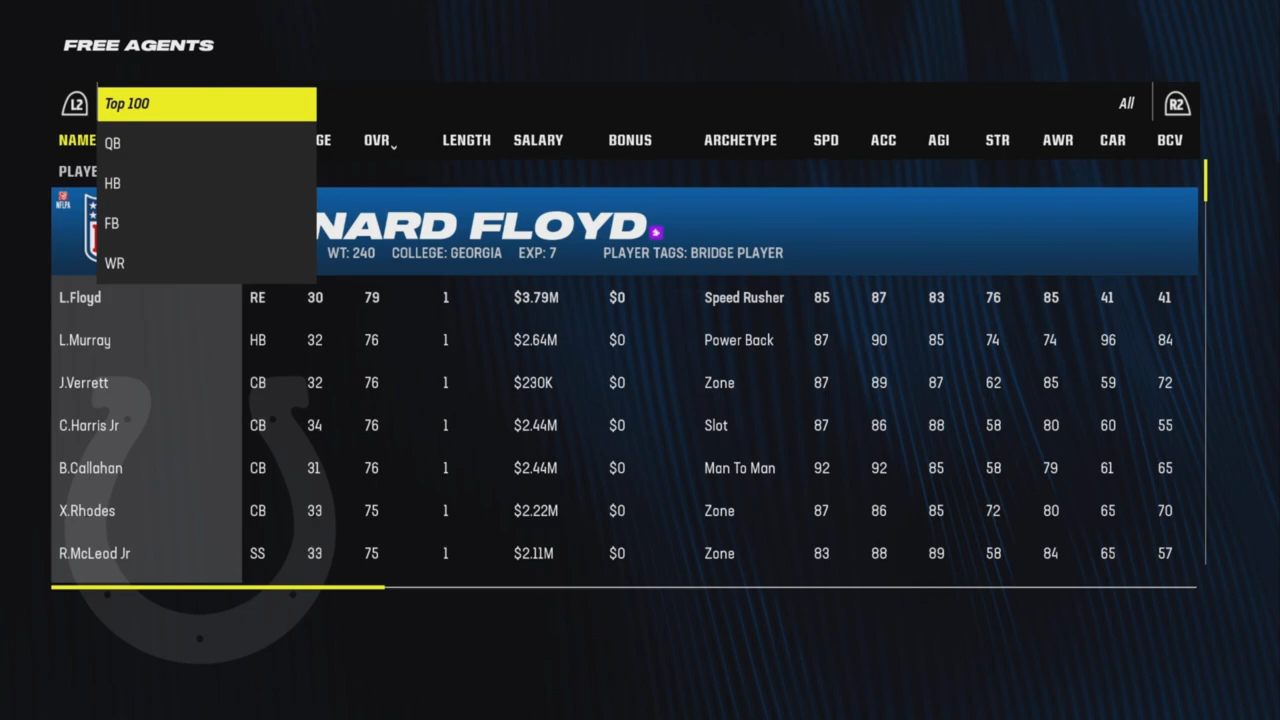 FREE AGENTS
L2 Top 100 All R2
NAME GE OVR LENGTH SALARY BONUS ARCHETYPE SPD ACC AGI STR AWR CAR BCV
QB
PLAYE
HB
NFLPA
NARD FLOYD
FB
WT: 240 COLLEGE: GEORGIA EXP: 7 PLAYER TAGS: BRIDGE PLAYER
WR
L.Floyd RE 30 79 1 $3.79M $0 Speed Rusher 85 87 83 76 85 41 41
L.Murray HB 32 76 1 $2.64M $0 Power Back 87 90 85 74 74 96 84
J.Verrett CB 32 76 1 $230K $0 Zone 87 89 87 62 85 59 72
C.Harris Jr CB 34 76 1 $2.44M $0 Slot 87 86 88 58 80 60 55
B.Callahan CB 31 76 1 $2.44M $0 Man To Man 92 92 85 58 79 61 65
X.Rhodes CB 33 75 1 $2.22M $0 Zone 87 86 85 72 80 65 70
R.McLeod Jr SS 33 75 1 $2.11M $0 Zone 83 88 89 58 84 65 57